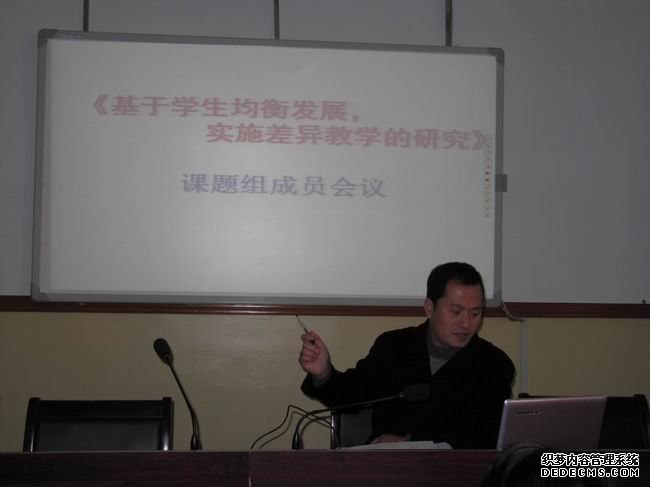 《基于学生均衡发展，
实施差异教学的研究》
课题组成员会议
织梦内容管理系统
DEDECMS.COM